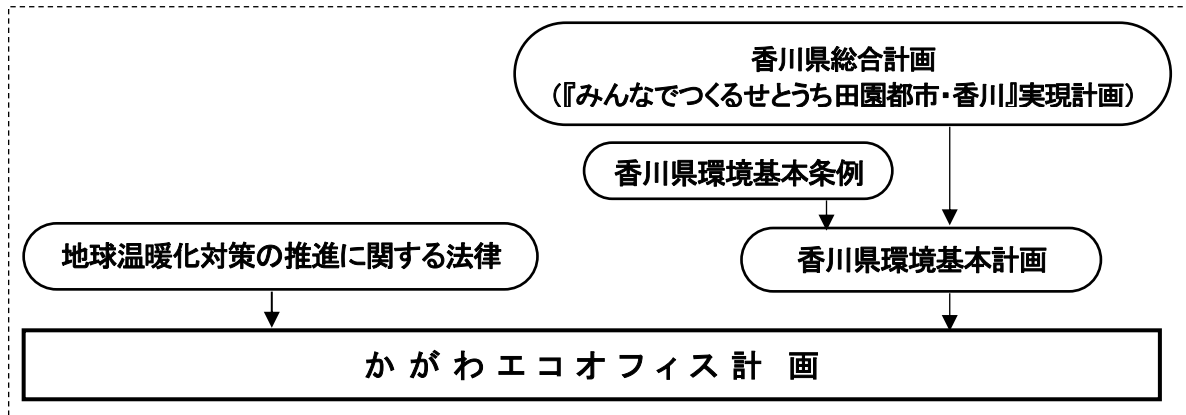 香川県総合計画
(『みんなでつくるせとうち田園都市・香川』実現計画)
香川県環境基本条例
地球温暖化対策の推進に関する法律
香川県環境基本計画
かがわエコオフィス計画